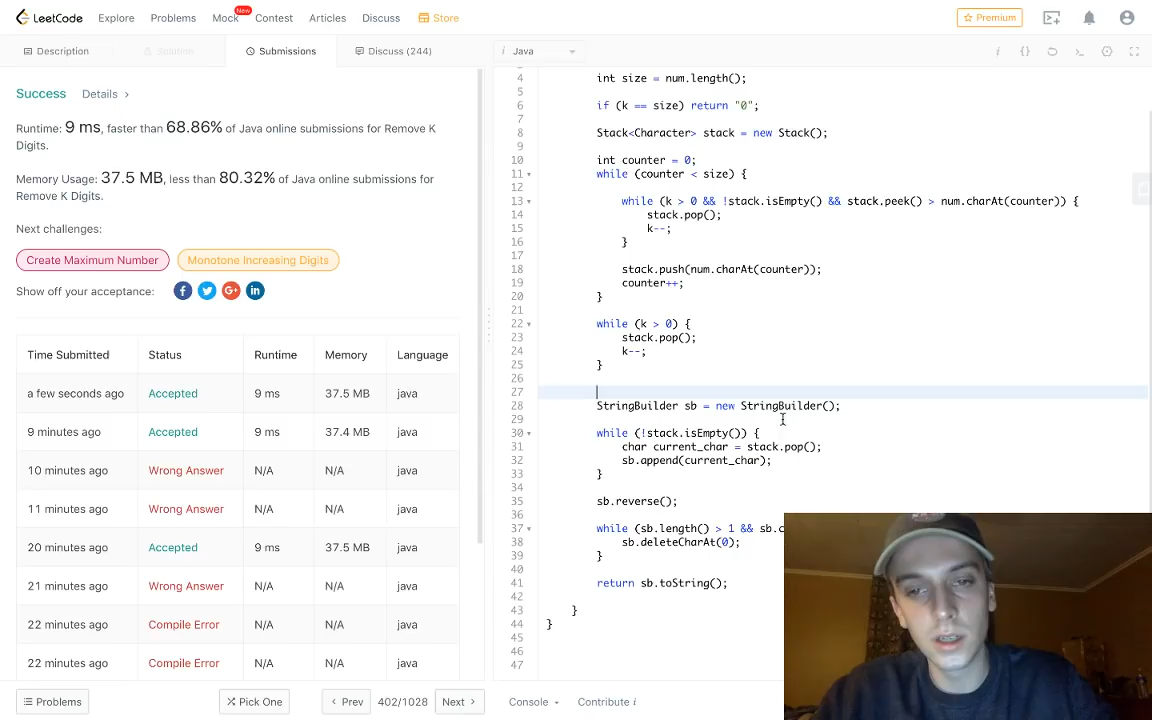 LeetCode Explore Problems Mock New Contest Articles Discuss Store Premium
Description Solution Submissions Discuss (244) i Java
Success Details >
Runtime: 9 ms, faster than 68.86% of Java online submissions for Remove K
Digits.
Memory Usage: 37.5 MB, less than 80.32% of Java online submissions for
Remove K Digits.
Next challenges:
Create Maximum Number Monotone Increasing Digits
Show off your acceptance:
Time Submitted Status Runtime Memory Language
a few seconds ago Accepted 9 ms 37.5 MB java
9 minutes ago Accepted 9 ms 37.4 MB java
10 minutes ago Wrong Answer N/A N/A java
11 minutes ago Wrong Answer N/A N/A java
20 minutes ago Accepted 9 ms 37.5 MB java
21 minutes ago Wrong Answer N/A N/A java
22 minutes ago Compile Error N/A N/A java
22 minutes ago Compile Error N/A N/A java
4 int size = num.length();
5
6 if (k == size) return "0";
7
8 Stack<Character> stack = new Stack();
9
10 int counter = 0;
11 while (counter < size) {
12
13 while (k > 0 && !stack.isEmpty() && stack.peek() > num.charAt(counter)) {
14 stack.pop();
15 k--;
16 }
17
18 stack.push(num.charAt(counter));
19 counter++;
20 }
21
22 while (k > 0) {
23 stack.pop();
24 k--;
25 }
26
27
28 StringBuilder sb = new StringBuilder();
29
30 while (!stack.isEmpty()) {
31 char current_char = stack.pop();
32 sb.append(current_char);
33 }
34
35 sb.reverse();
36
37 while (sb.length() > 1 && sb.c
38 sb.deleteCharAt(0);
39 }
40
41 return sb.toString();
42
43 }
44 }
45
46
47
Problems Pick One < Prev 402/1028 Next > Console Contribute i